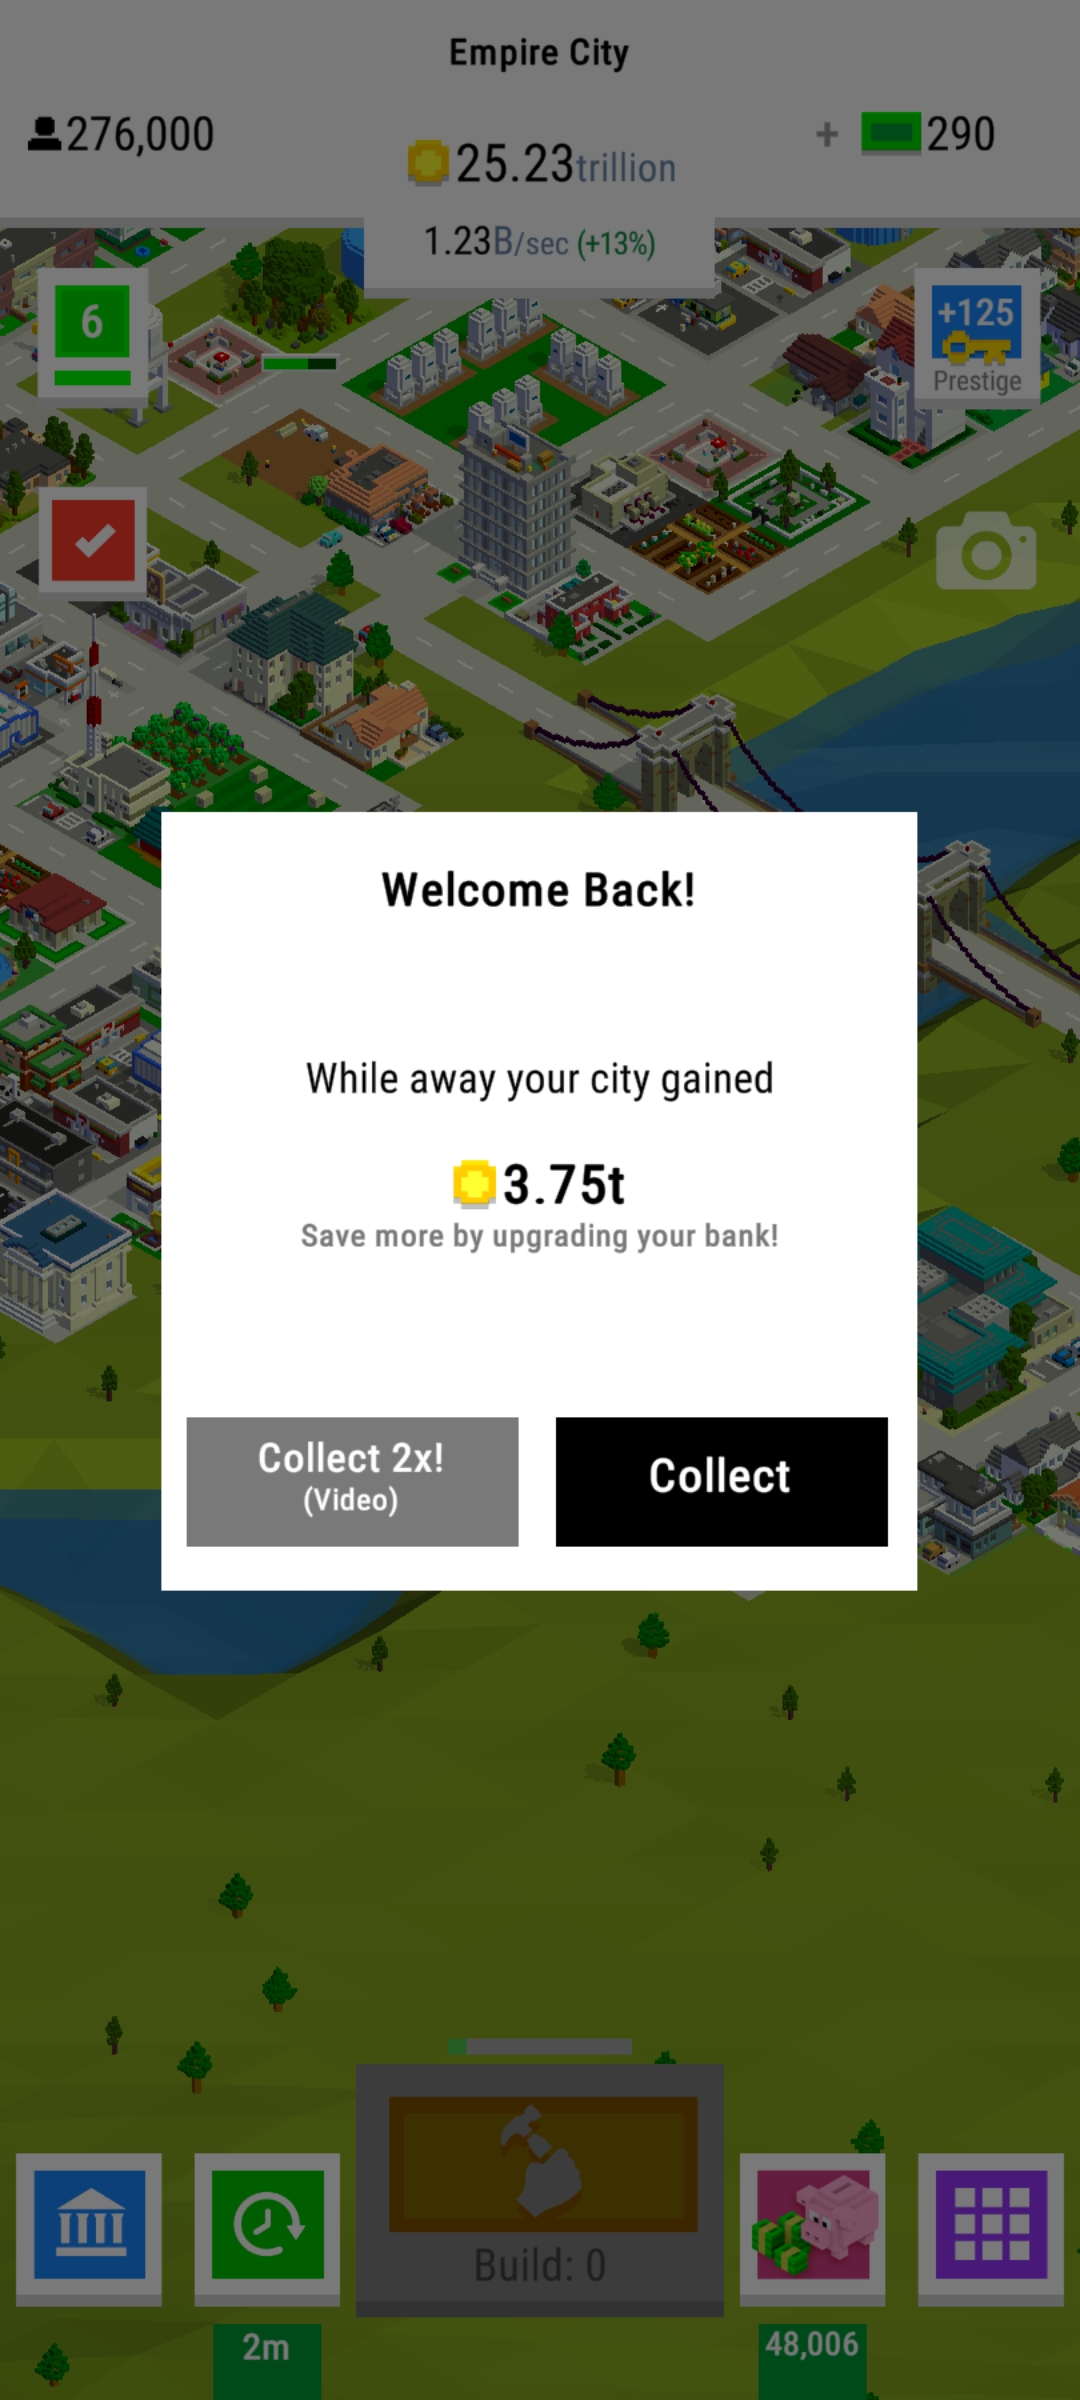 Empire City
276,000
25.23trillion
+ 290
1.23B/sec (+13%)
6
+125
Prestige
Welcome Back!
While away your city gained
3.75t
Save more by upgrading your bank!
Collect 2x!
(Video)
Collect
Build: 0
2m
48,006